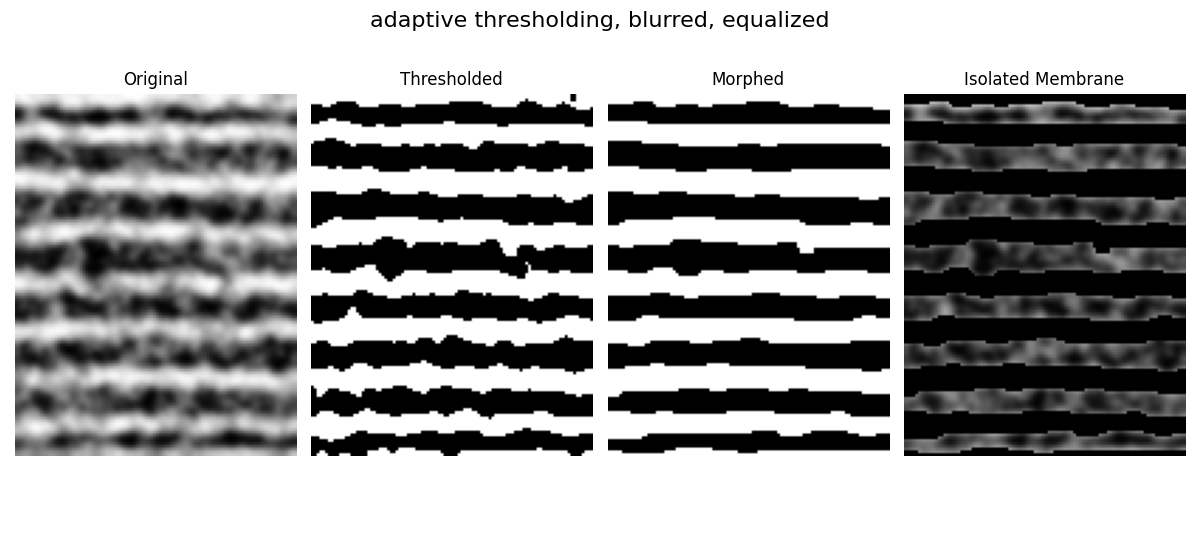 adaptive thresholding, blurred, equalized
Original
Thresholded
Morphed
Isolated Membrane